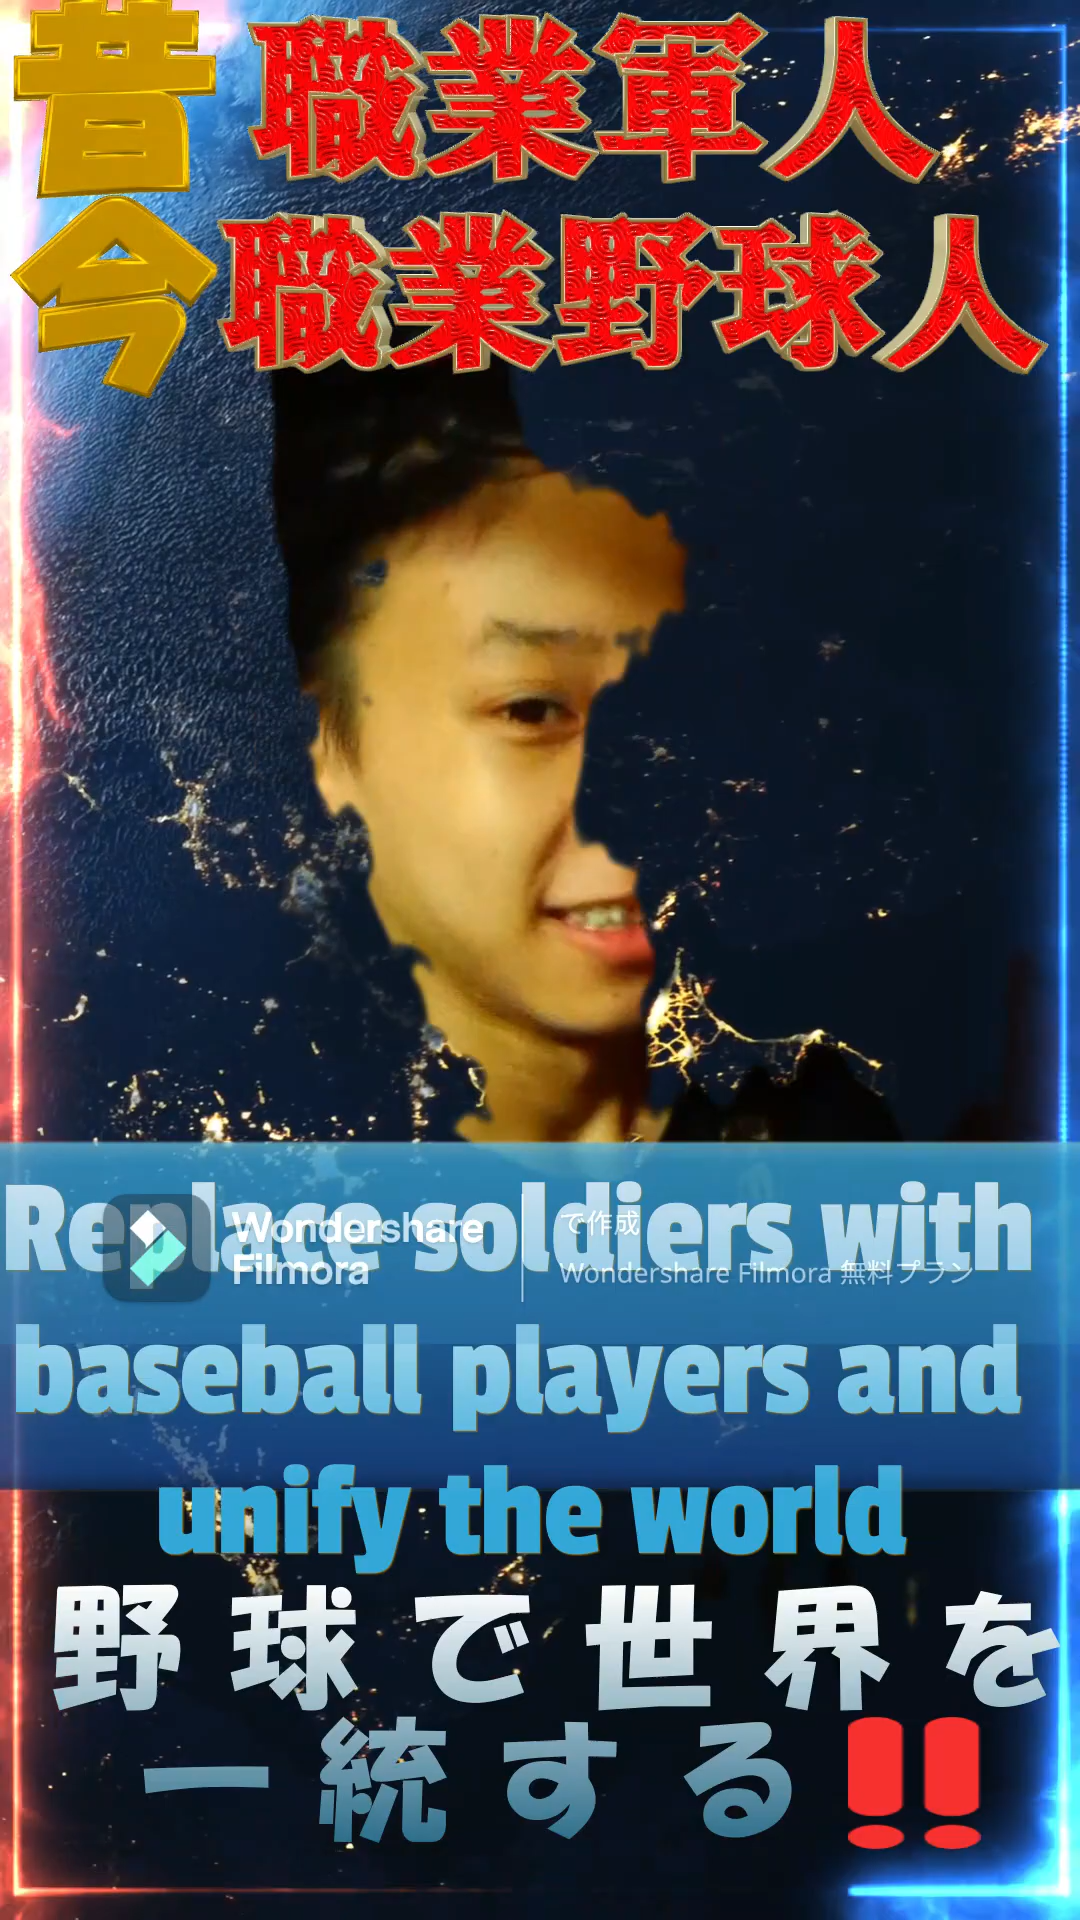 昔 職業軍人
今 職業野球人
Replace soldiers with
Wondershare
Filmora
で作成
Wondershare Filmora 無料プラン
baseball players and
unify the world
野球で世界を
一統する‼